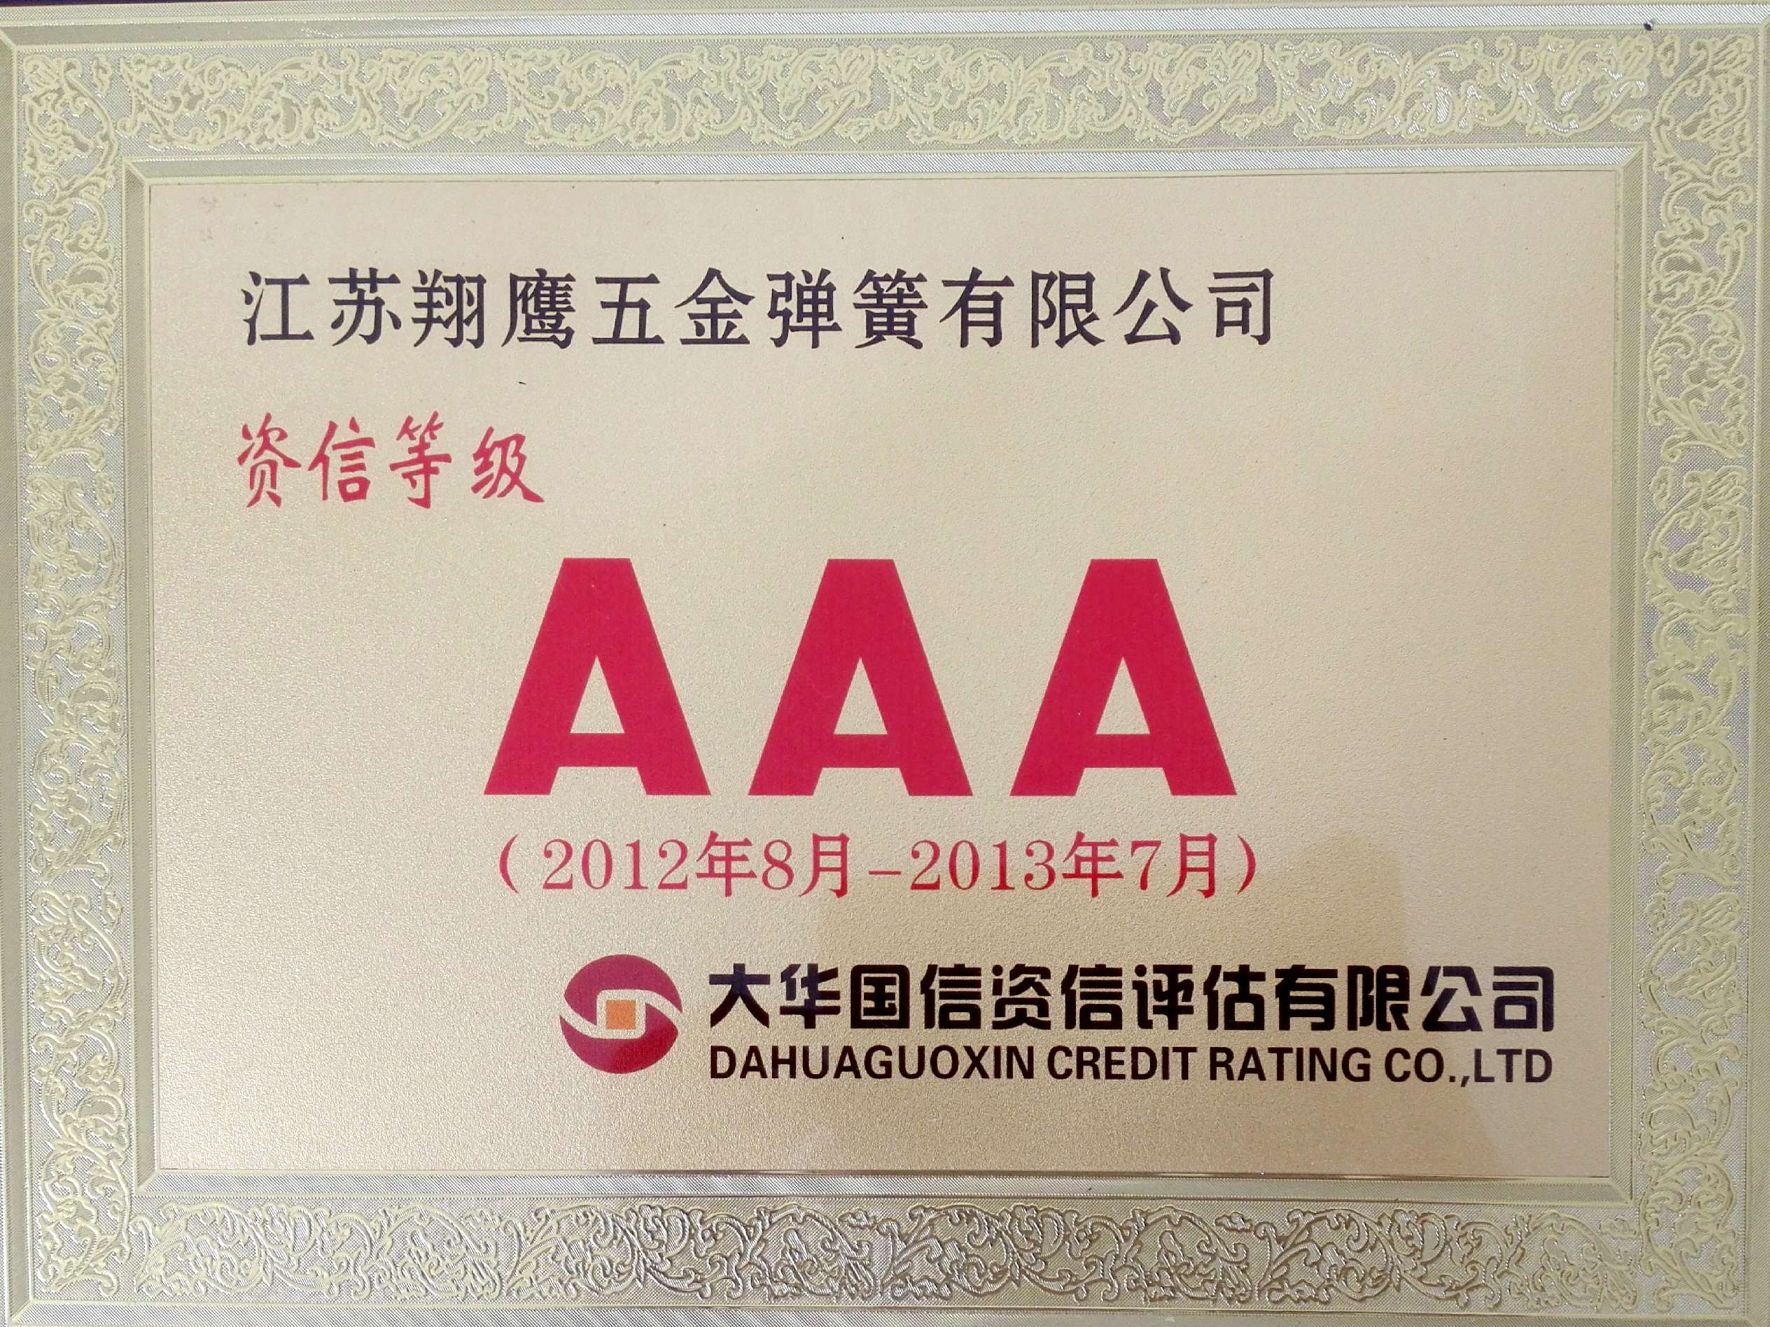 江苏翔鹰五金弹簧有限公司
资信等级
AAA
（2012年8月-2013年7月）
大华国信资信评估有限公司
DAHUAGUOXIN CREDIT RATING CO.,LTD